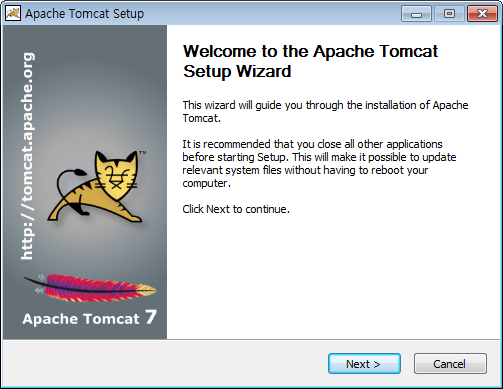 Apache Tomcat Setup
http://tomcat.apache.org
TM
Apache Tomcat 7
Welcome to the Apache Tomcat
Setup Wizard
This wizard will guide you through the installation of Apache
Tomcat.
It is recommended that you close all other applications
before starting Setup. This will make it possible to update
relevant system files without having to reboot your
computer.
Click Next to continue.
Next >
Cancel